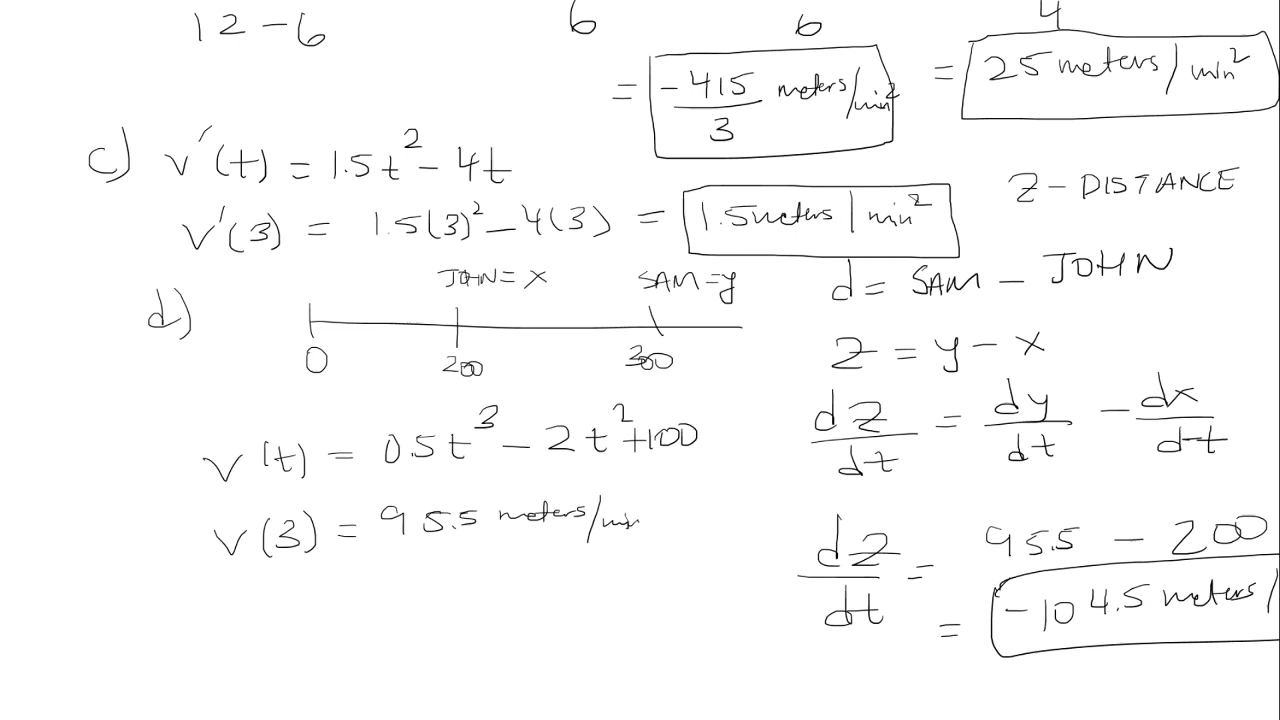 12 - 6
6
6
4
= -415/3 meters/min²
= 25 meters/min²
c) v'(t) = 1.5t² - 4t
v'(3) = 1.5(3)² - 4(3) = 1.5 meters/min²
Z - DISTANCE
d = SAM - JOHN
d)
JOHN = x
SAM = y
0
200
300
z = y - x
dz/dt = dy/dt - dx/dt
v(t) = 0.5t³ - 2t² + 100
v(3) = 95.5 meters/min
dz/dt = 95.5 - 200
= -104.5 meters/